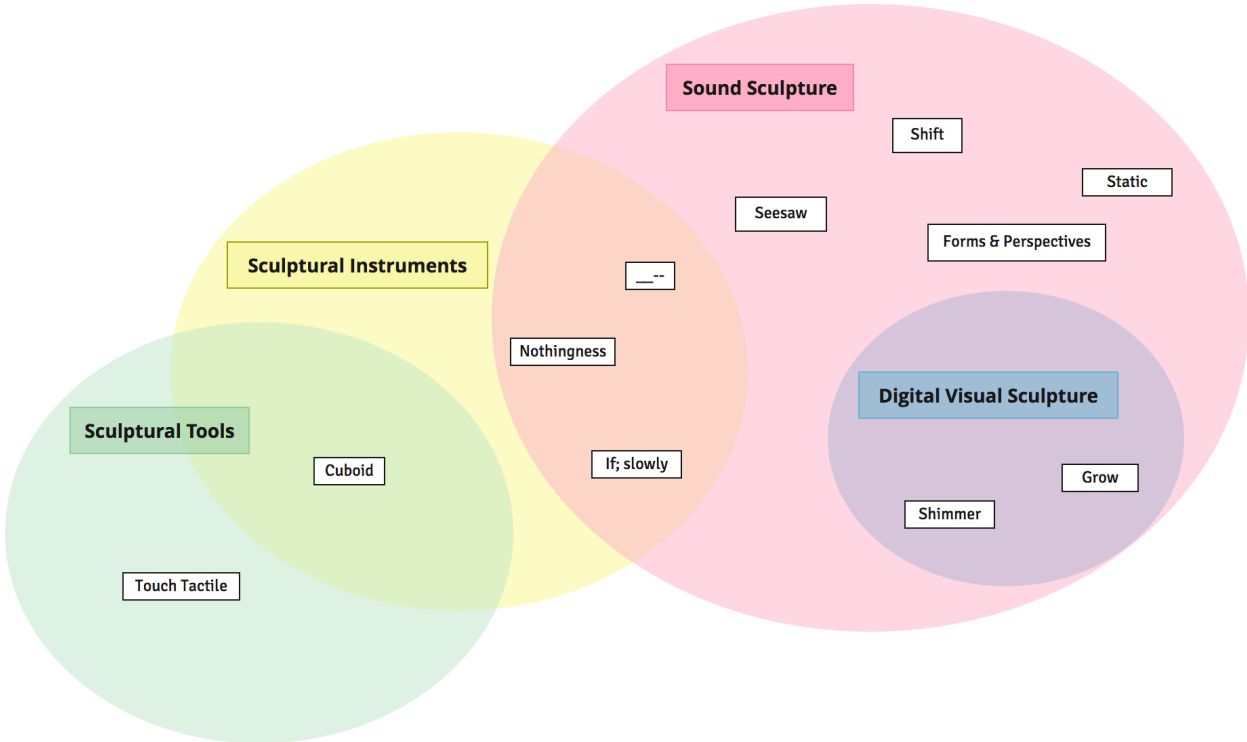 Sound Sculpture
Shift
Static
Seesaw
Forms & Perspectives
Sculptural Instruments
__--
Nothingness
Digital Visual Sculpture
Sculptural Tools
If; slowly
Cuboid
Grow
Shimmer
Touch Tactile